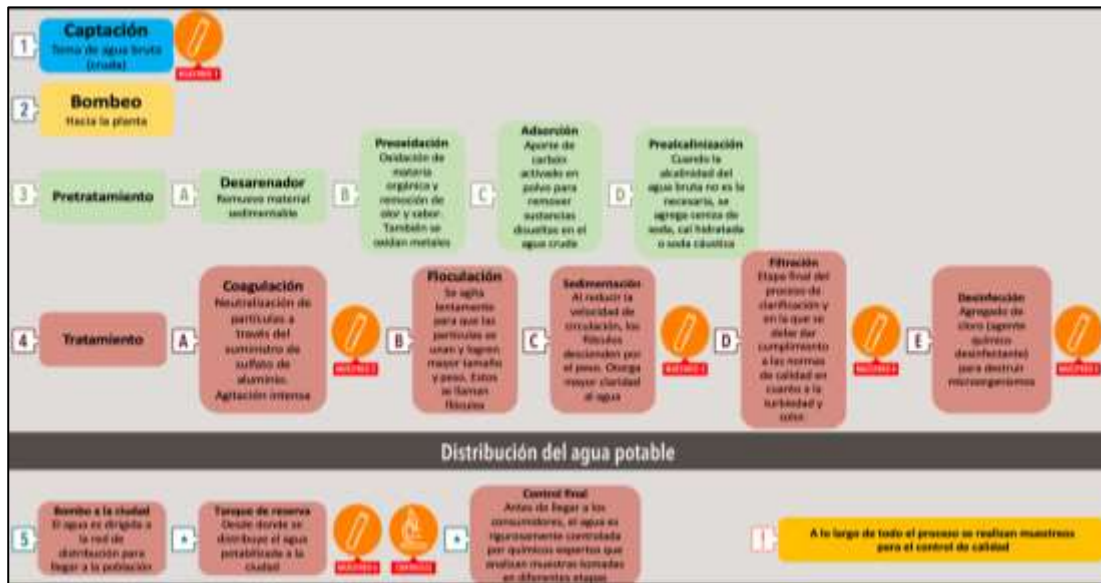 1
Captación
Toma de agua bruta
(cruda)
MUESTREO 1
2
Bombeo
Hacia la planta
3
Pretratamiento
A
Desarenador
Remueve material
sedimentable
B
Preoxidación
Oxidación de
materia
orgánica y
remoción de
olor y sabor.
También se
oxidan metales
C
Adsorción
Aporte de
carbón
activado en
polvo para
remover
sustancias
disueltas en el
agua cruda
D
Prealcalinización
Cuando la
alcalinidad del
agua bruta no es la
necesaria, se
agrega ceniza de
soda, cal hidratada
o soda cáustica
4
Tratamiento
A
Coagulación
Neutralización de
partículas a
través del
suministro de
sulfato de
aluminio.
Agitación intensa
B
Floculación
Se agita
lentamente para
que las
partículas se
unan y logren
mayor tamaño
y peso. Estos
se llaman
flóculos
C
Sedimentación
Al reducir la
velocidad de
circulación, los
flóculos
descienden por
el peso. Otorga
mayor claridad
al agua
D
Filtración
Etapa final del
proceso de
clarificación y
en la que se
debe dar
cumplimiento
a las normas
de calidad en
cuanto a la
turbiedad y
color.
E
Desinfección
Agregado de
cloro (agente
químico
desinfectante)
para destruir
microorganismos
Distribución del agua potable
5
Bombo a la ciudad
El agua es dirigida a
la red de
distribución para
llegar a la población
Tanque de reserva
Desde donde se
distribuye el agua
potabilizada a la
ciudad
Control final
Antes de llegar a los
consumidores, el agua es
rigurosamente controlada
por químicos expertos que
analizan muestras tomadas
en diferentes etapas
!
A lo largo de todo el proceso se realizan muestreos
para el control de calidad